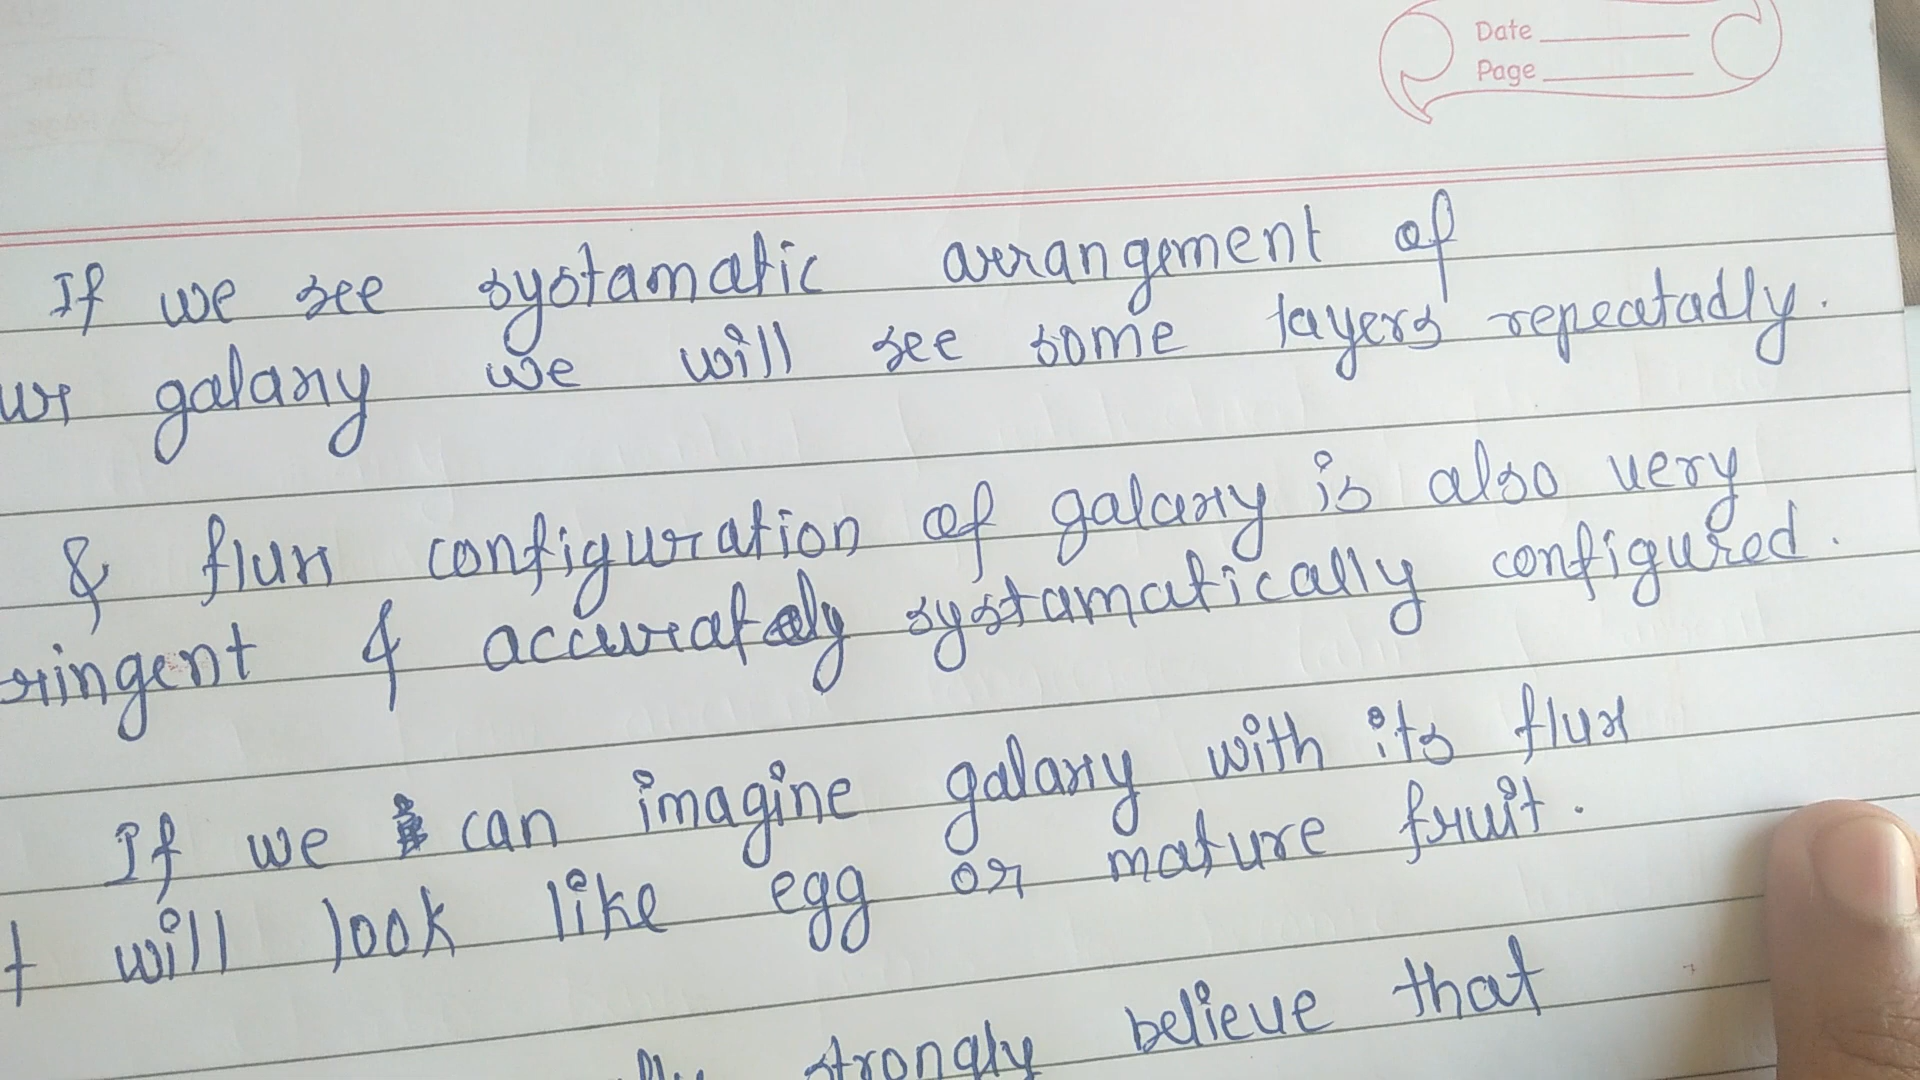 Date
Page
If we see systamatic arrangement of
ur galaxy we will see some layers repeatadly.
& flux configuration of galaxy is also very
ringent & accurately systamatically configured.
If we can imagine galaxy with its flux
t will look like egg or mature fruit.
strongly believe that